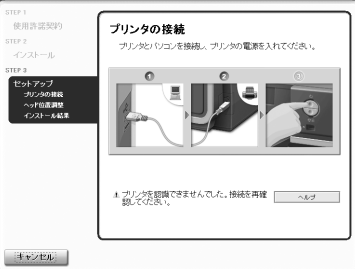 STEP 1
使用許諾契約
STEP 2
インストール
STEP 3
セットアップ
プリンタの接続
ヘッド位置調整
インストール結果
プリンタの接続
プリンタとパソコンを接続し、プリンタの電源を入れてください。
1
2
3
プリンタを認識できませんでした。接続を再確
認してください。
ヘルプ
キャンセル